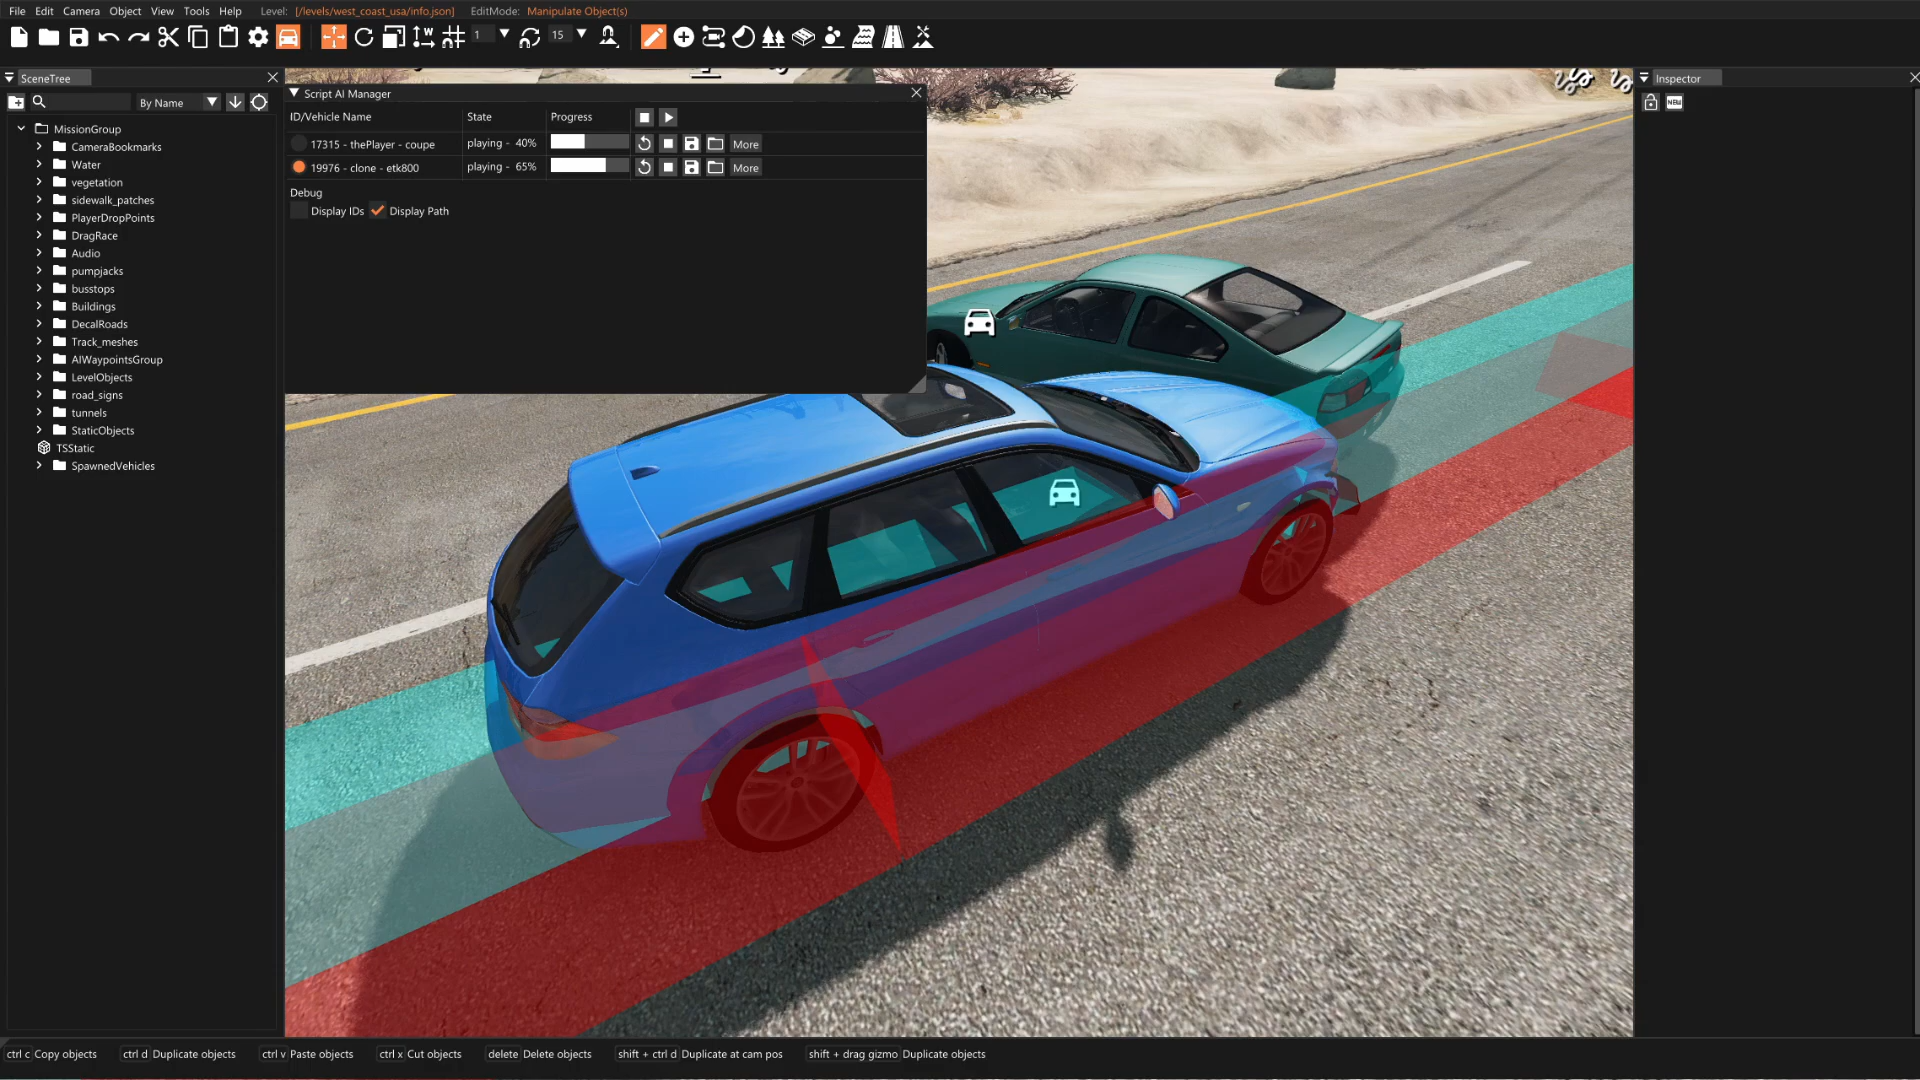 File Edit Camera Object View Tools Help Level: [/levels/west_coast_usa/info.json] EditMode: Manipulate Object(s)
1 15
SceneTree
By Name
MissionGroup
CameraBookmarks
Water
vegetation
sidewalk_patches
PlayerDropPoints
DragRace
Audio
pumpjacks
busstops
Buildings
DecalRoads
Track_meshes
AIWaypointsGroup
LevelObjects
road_signs
tunnels
StaticObjects
TSStatic
SpawnedVehicles
Script AI Manager
ID/Vehicle Name State Progress
17315 - thePlayer - coupe playing - 40% More
19976 - clone - etk800 playing - 65% More
Debug
Display IDs Display Path
Inspector
NEW
ctrl c Copy objects ctrl d Duplicate objects ctrl v Paste objects ctrl x Cut objects delete Delete objects shift + ctrl d Duplicate at cam pos shift + drag gizmo Duplicate objects